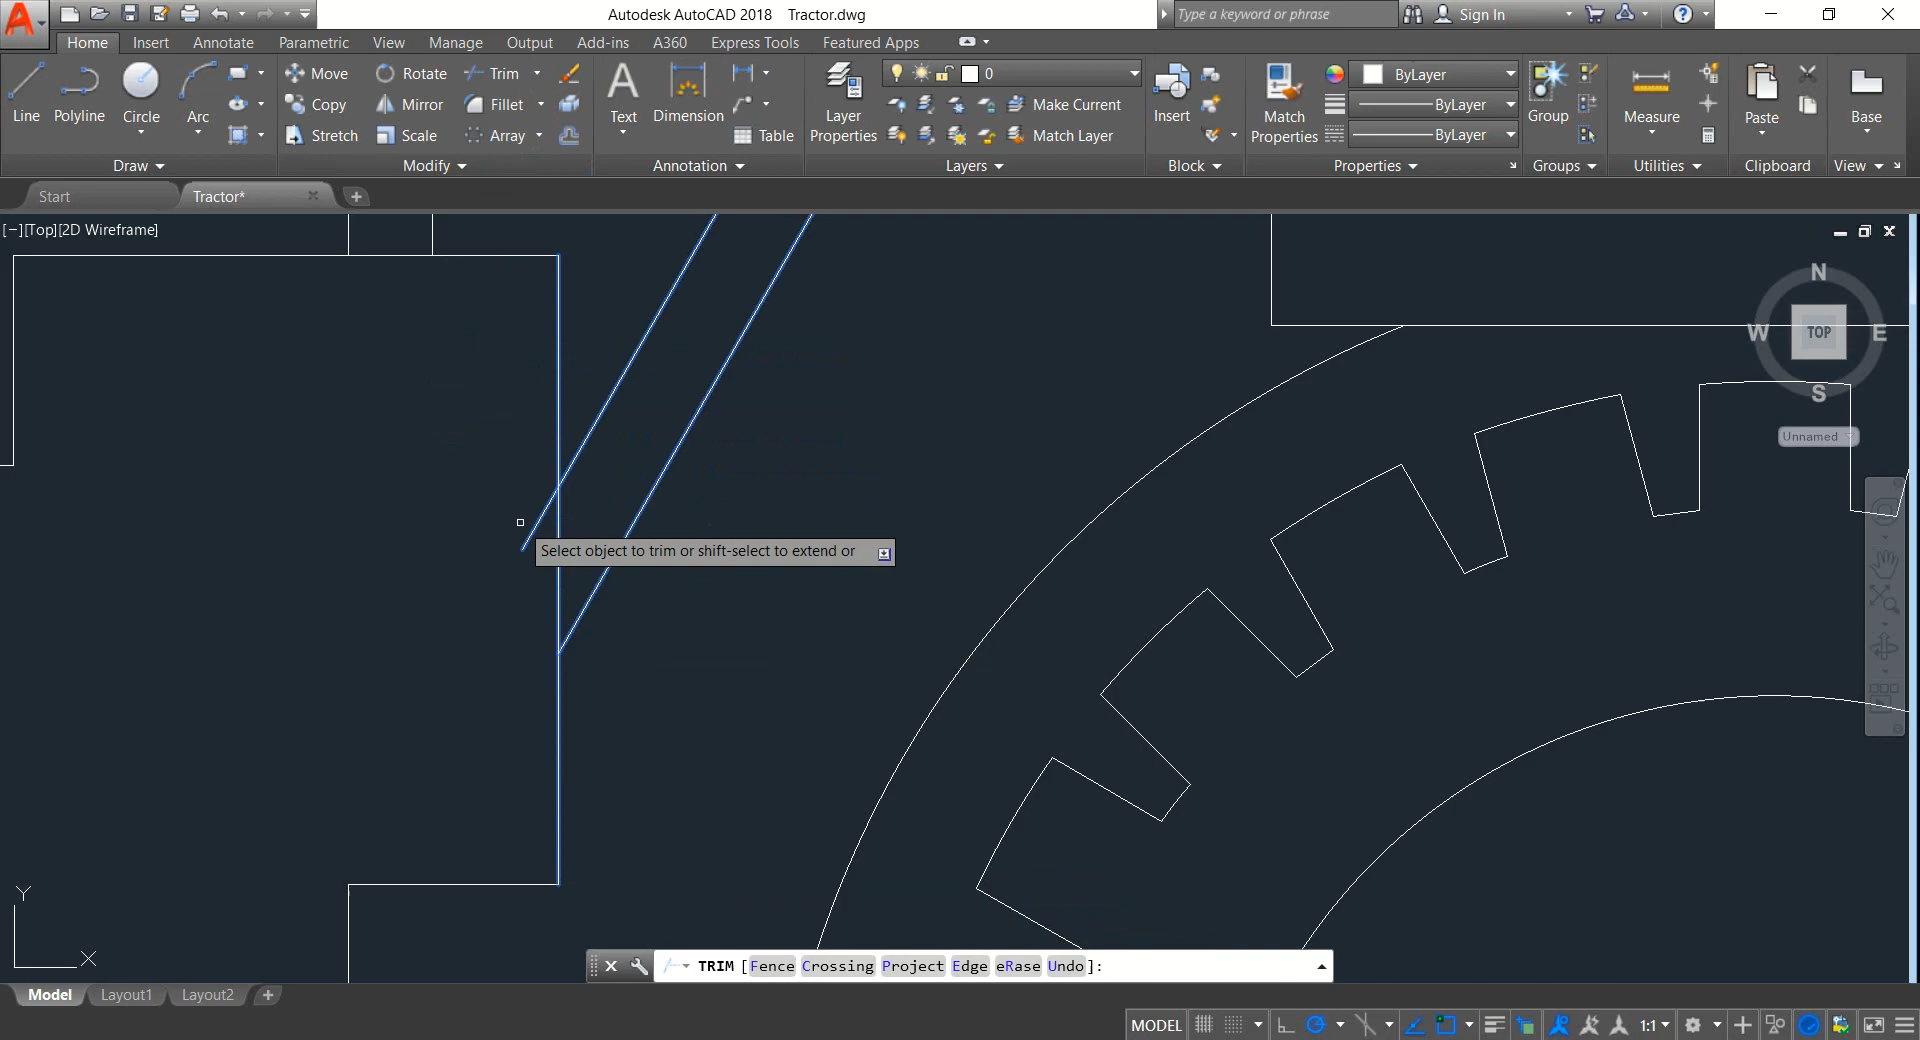 Autodesk AutoCAD 2018 Tractor.dwg
Type a keyword or phrase
Sign In
Home Insert Annotate Parametric View Manage Output Add-ins A360 Express Tools Featured Apps
Line Polyline Circle Arc
Move Rotate Trim
Copy Mirror Fillet
Stretch Scale Array
Text Dimension Table
Layer Properties
0
Make Current
Match Layer
Insert
Match Properties
ByLayer
ByLayer
ByLayer
Group
Measure
Paste
Base
Draw Modify Annotation Layers Block Properties Groups Utilities Clipboard View
Start Tractor*
[−][Top][2D Wireframe]
N
W TOP E
S
Unnamed
Select object to trim or shift-select to extend or
Y
X
TRIM [Fence Crossing Project Edge eRase Undo]:
Model Layout1 Layout2
MODEL 1:1